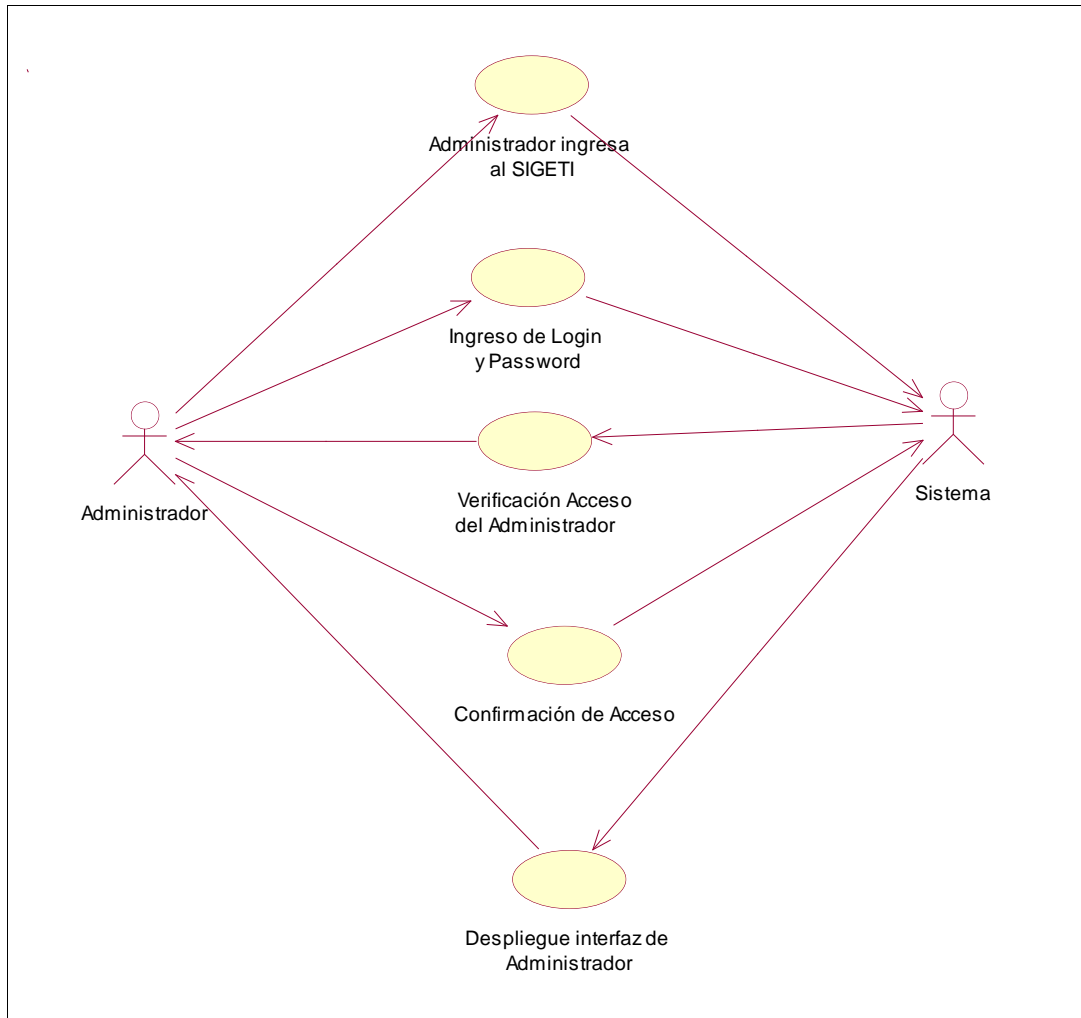 Administrador ingresa
al SIGETI
Ingreso de Login
y Password
Administrador
Verificación Acceso
del Administrador
Sistema
Confirmación de Acceso
Despliegue interfaz de
Administrador